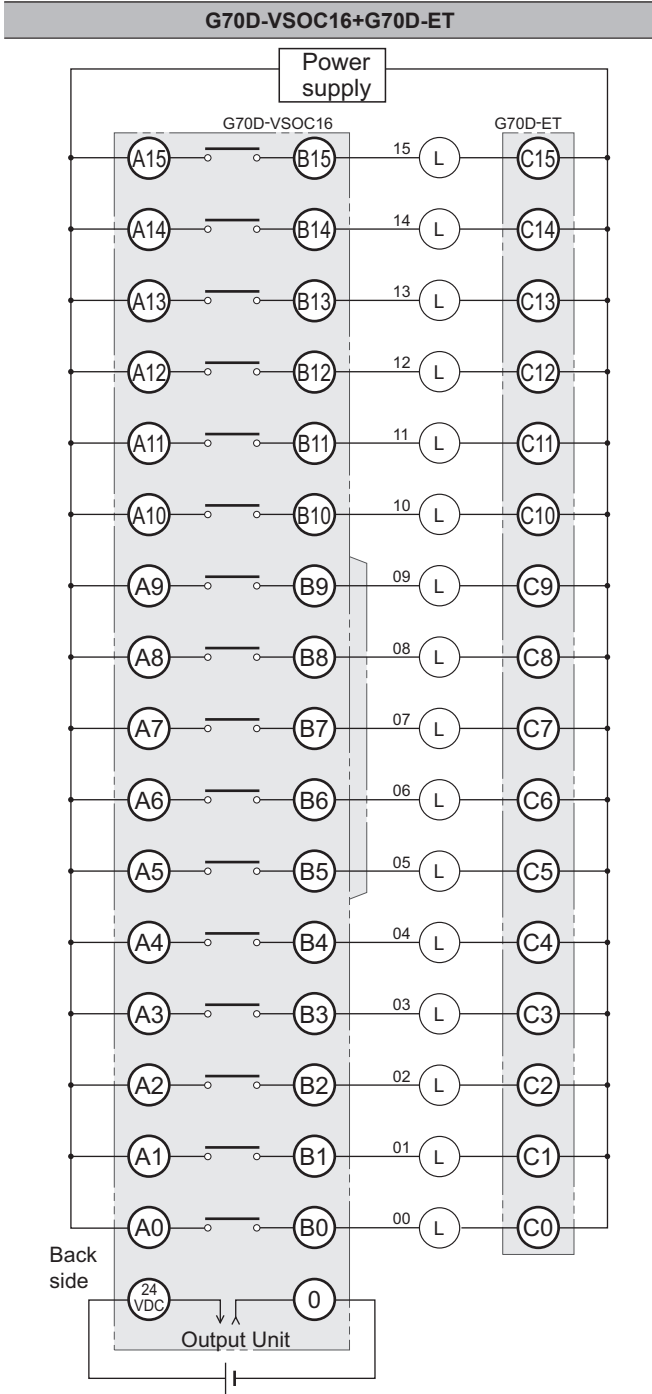 G70D-VSOC16+G70D-ET
Power
supply
G70D-VSOC16 G70D-ET
A15 B15 15 L C15
A14 B14 14 L C14
A13 B13 13 L C13
A12 B12 12 L C12
A11 B11 11 L C11
A10 B10 10 L C10
A9 B9 09 L C9
A8 B8 08 L C8
A7 B7 07 L C7
A6 B6 06 L C6
A5 B5 05 L C5
A4 B4 04 L C4
A3 B3 03 L C3
A2 B2 02 L C2
A1 B1 01 L C1
A0 B0 00 L C0
Back
side
24
VDC 0
Output Unit